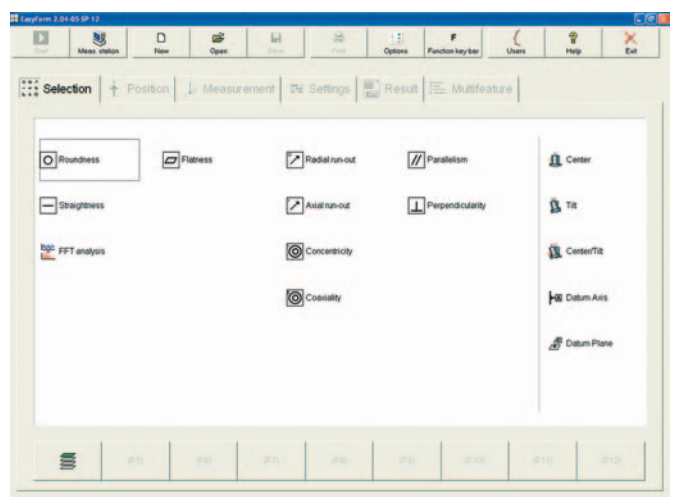 EasyForm 2.04-05 SP 12
Start Meas. station New Open Save Print Options Function key bar Users Help Exit
Selection Position Measurement Settings Result Multifeature
Roundness Flatness Radial run-out Parallelism Center
Straightness Axial run-out Perpendicularity Tilt
FFT analysis Concentricity Center/Tilt
Coaxiality Datum Axis
Datum Plane
(F5) (F6) (F7) (F8) (F9) (F10) (F11) (F12)